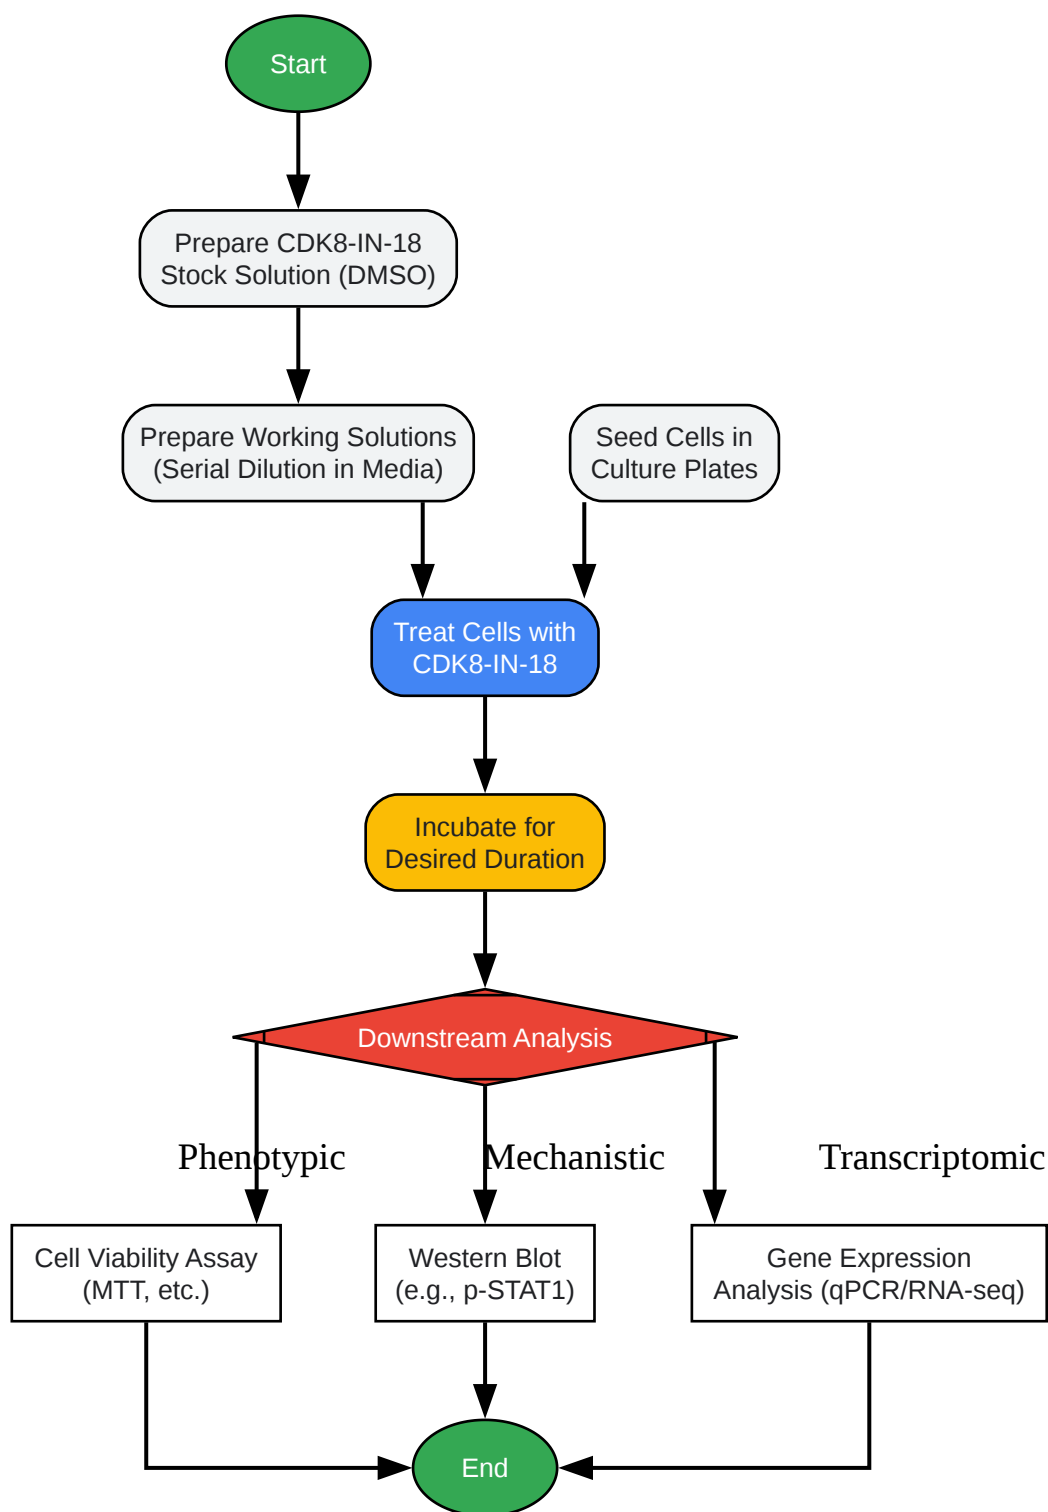 Start
Prepare CDK8-IN-18
Stock Solution (DMSO)
Prepare Working Solutions
(Serial Dilution in Media)
Seed Cells in
Culture Plates
Treat Cells with
CDK8-IN-18
Incubate for
Desired Duration
Downstream Analysis
Phenotypic
Mechanistic
Transcriptomic
Cell Viability Assay
(MTT, etc.)
Western Blot
(e.g., p-STAT1)
Gene Expression
Analysis (qPCR/RNA-seq)
End